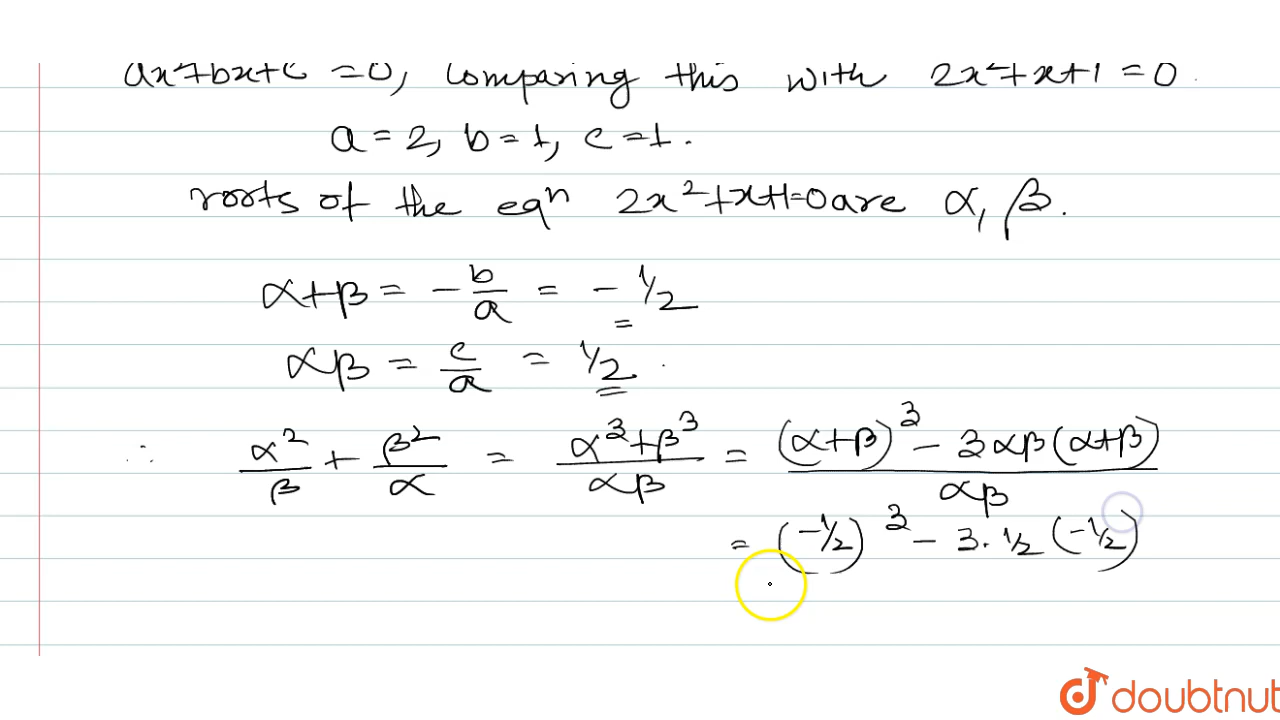 ax²+bx+c =0, comparing this with 2x²+x+1 =0.
a=2, b=1, c=1.
roots of the eqⁿ 2x²+x+1=0 are α, β.
α+β = -b/a = -1/2
αβ = c/a = 1/2.
∴ α²/β + β²/α = (α³+β³)/(αβ) = ((α+β)³ - 3αβ(α+β))/(αβ)
= (-1/2)³ - 3·1/2(-1/2)
doubtnut